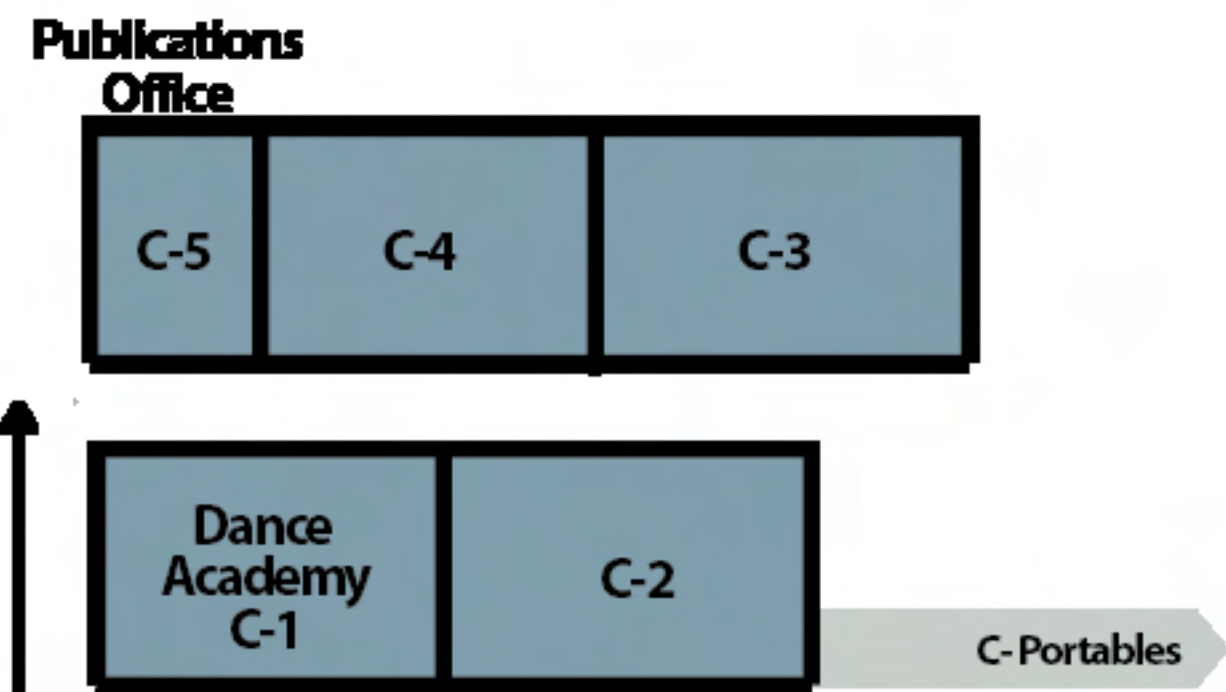 Publications
Office
C-5
C-4
C-3
Dance
Academy
C-1
C-2
C-Portables